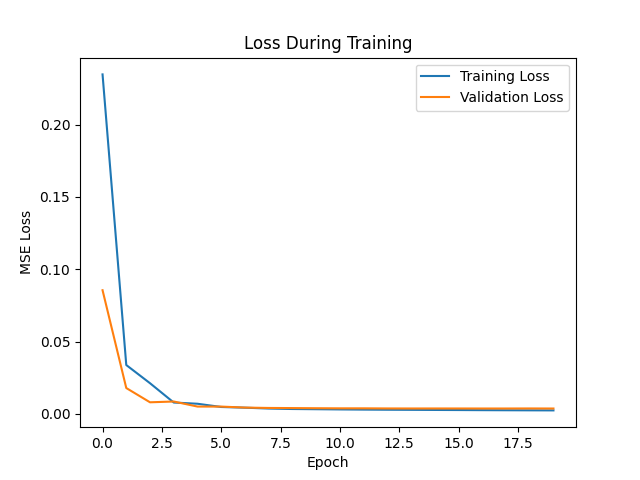 Loss During Training
Training Loss
Validation Loss
MSE Loss
0.20
0.15
0.10
0.05
0.00
0.0 2.5 5.0 7.5 10.0 12.5 15.0 17.5
Epoch